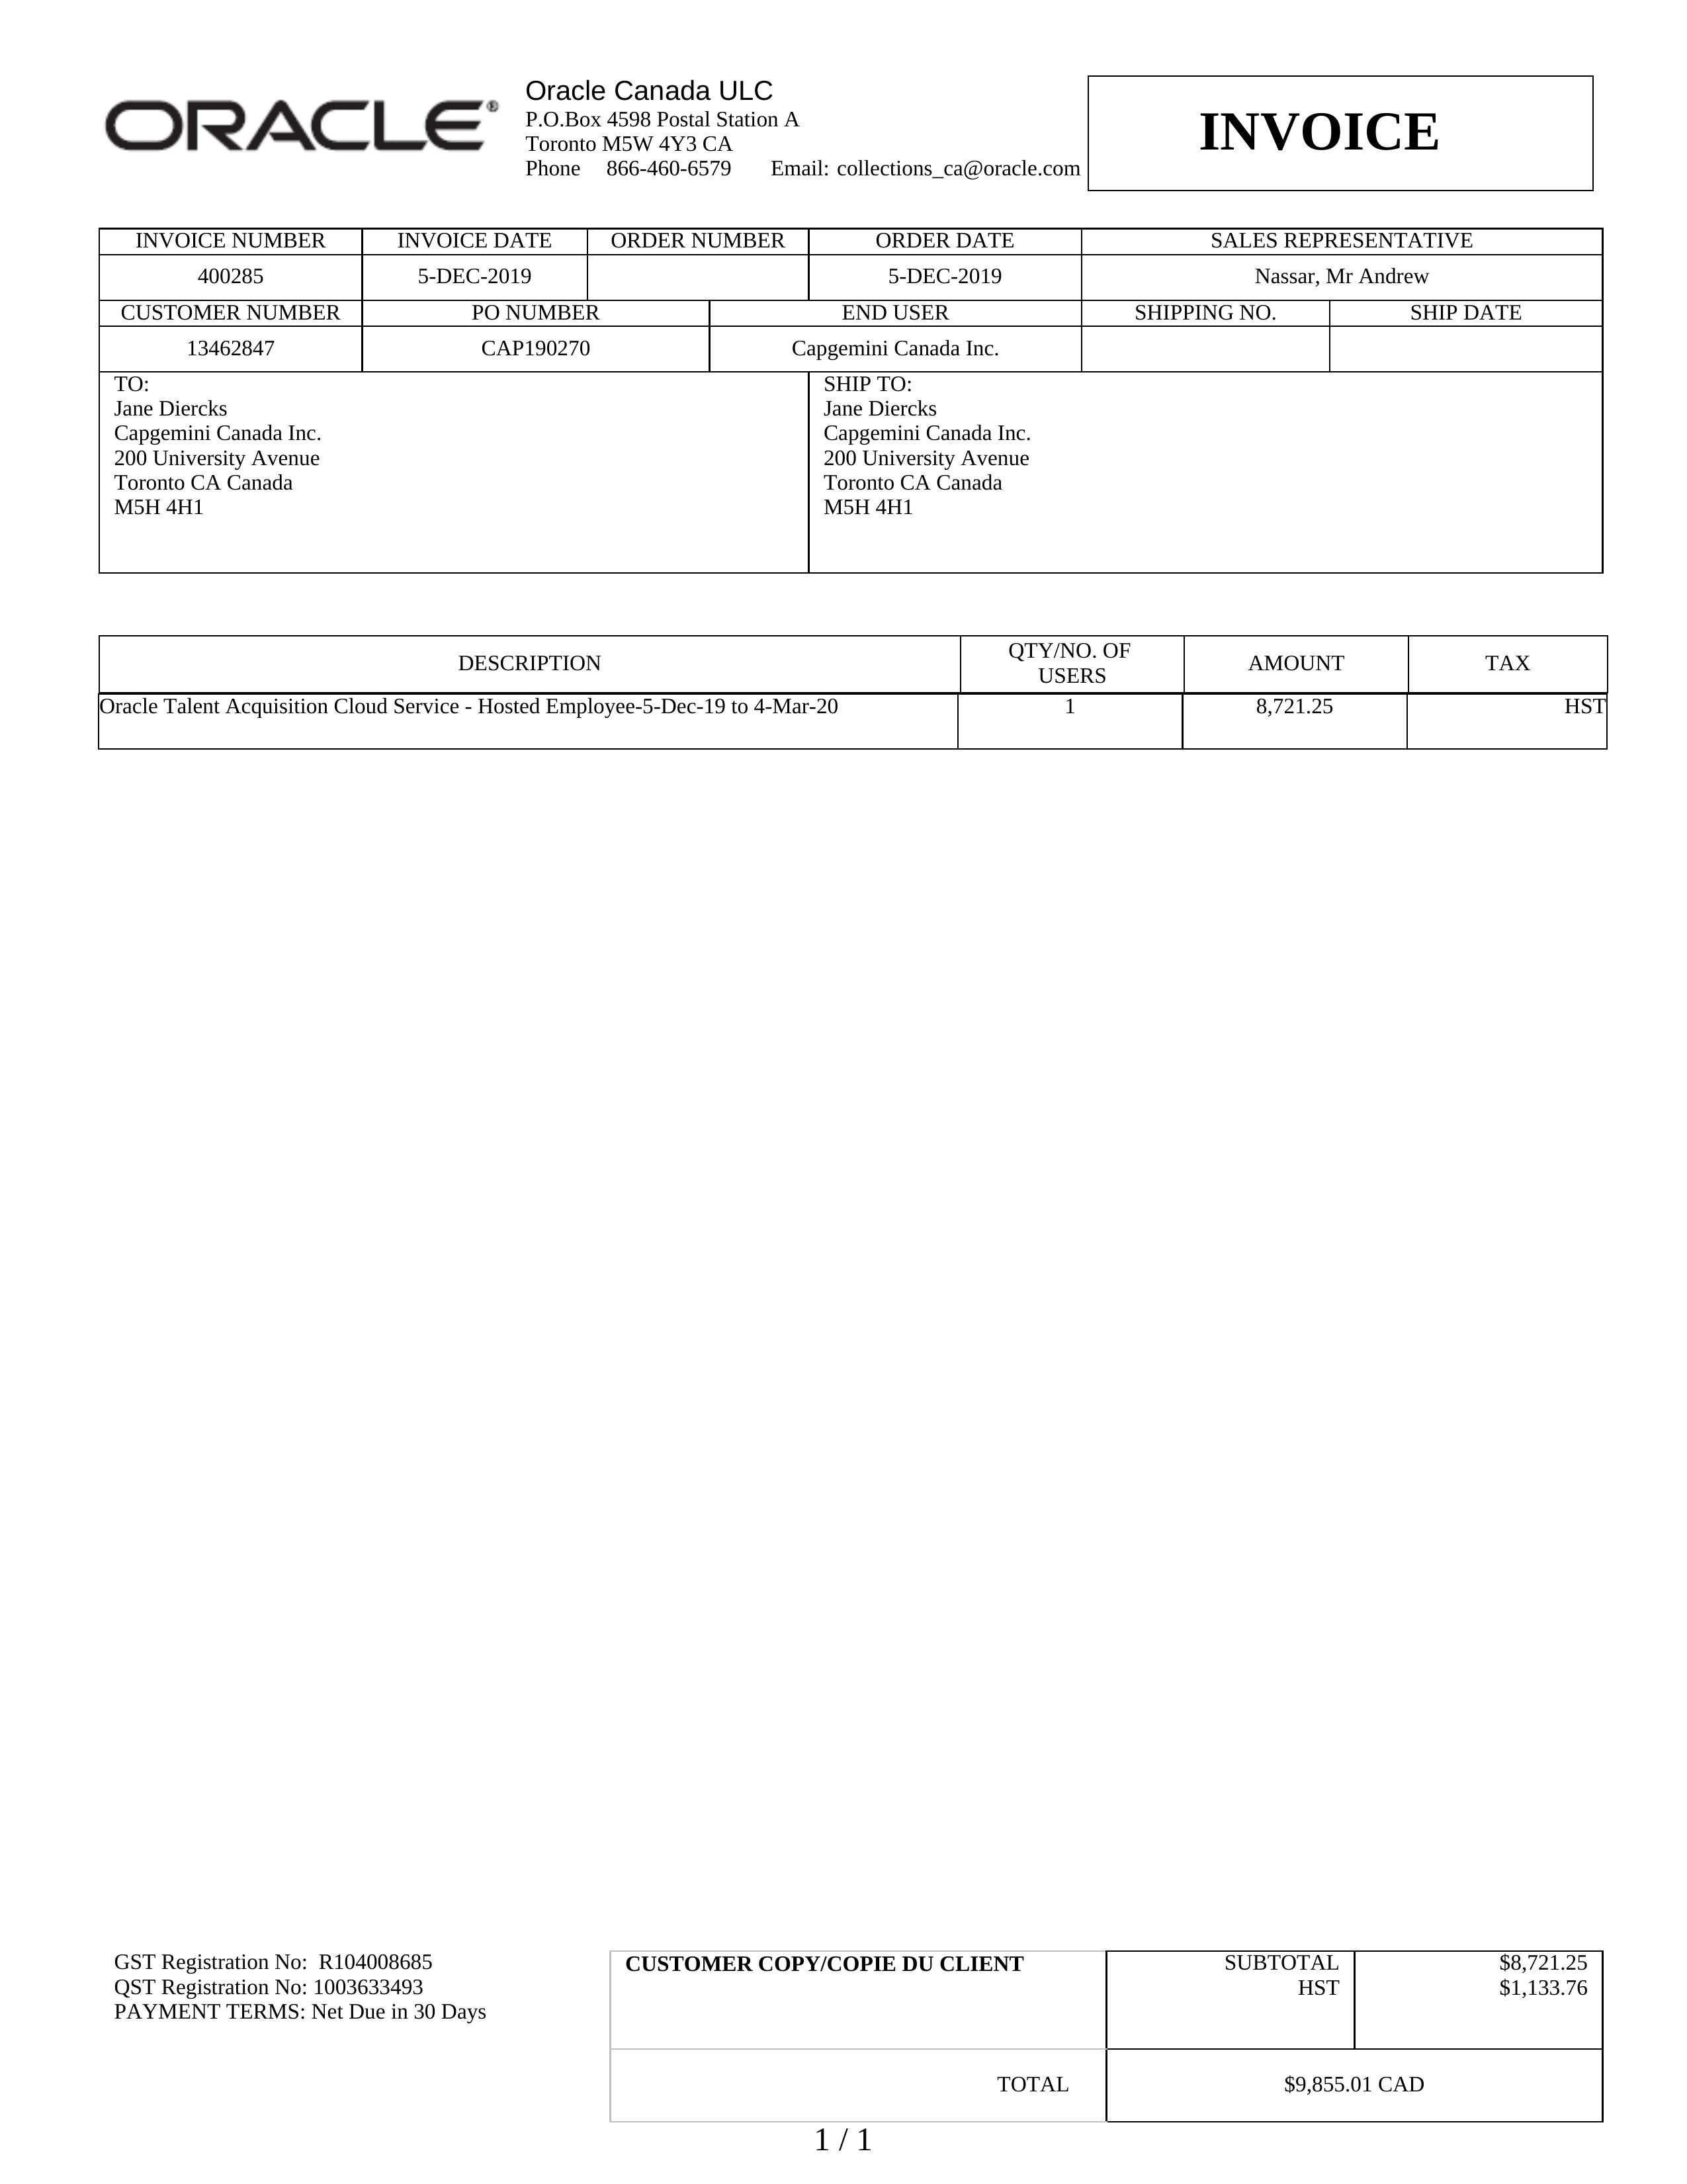 ORACLE®
Oracle Canada ULC
P.O.Box 4598 Postal Station A
Toronto M5W 4Y3 CA
Phone 866-460-6579 Email: collections_ca@oracle.com
INVOICE
INVOICE NUMBER INVOICE DATE ORDER NUMBER ORDER DATE SALES REPRESENTATIVE
400285 5-DEC-2019 5-DEC-2019 Nassar, Mr Andrew
CUSTOMER NUMBER PO NUMBER END USER SHIPPING NO. SHIP DATE
13462847 CAP190270 Capgemini Canada Inc.
TO:
Jane Diercks
Capgemini Canada Inc.
200 University Avenue
Toronto CA Canada
M5H 4H1
SHIP TO:
Jane Diercks
Capgemini Canada Inc.
200 University Avenue
Toronto CA Canada
M5H 4H1
DESCRIPTION QTY/NO. OF
USERS AMOUNT TAX
Oracle Talent Acquisition Cloud Service - Hosted Employee-5-Dec-19 to 4-Mar-20 1 8,721.25 HST
GST Registration No: R104008685
QST Registration No: 1003633493
PAYMENT TERMS: Net Due in 30 Days
CUSTOMER COPY/COPIE DU CLIENT
SUBTOTAL $8,721.25
HST $1,133.76
TOTAL $9,855.01 CAD
1 / 1